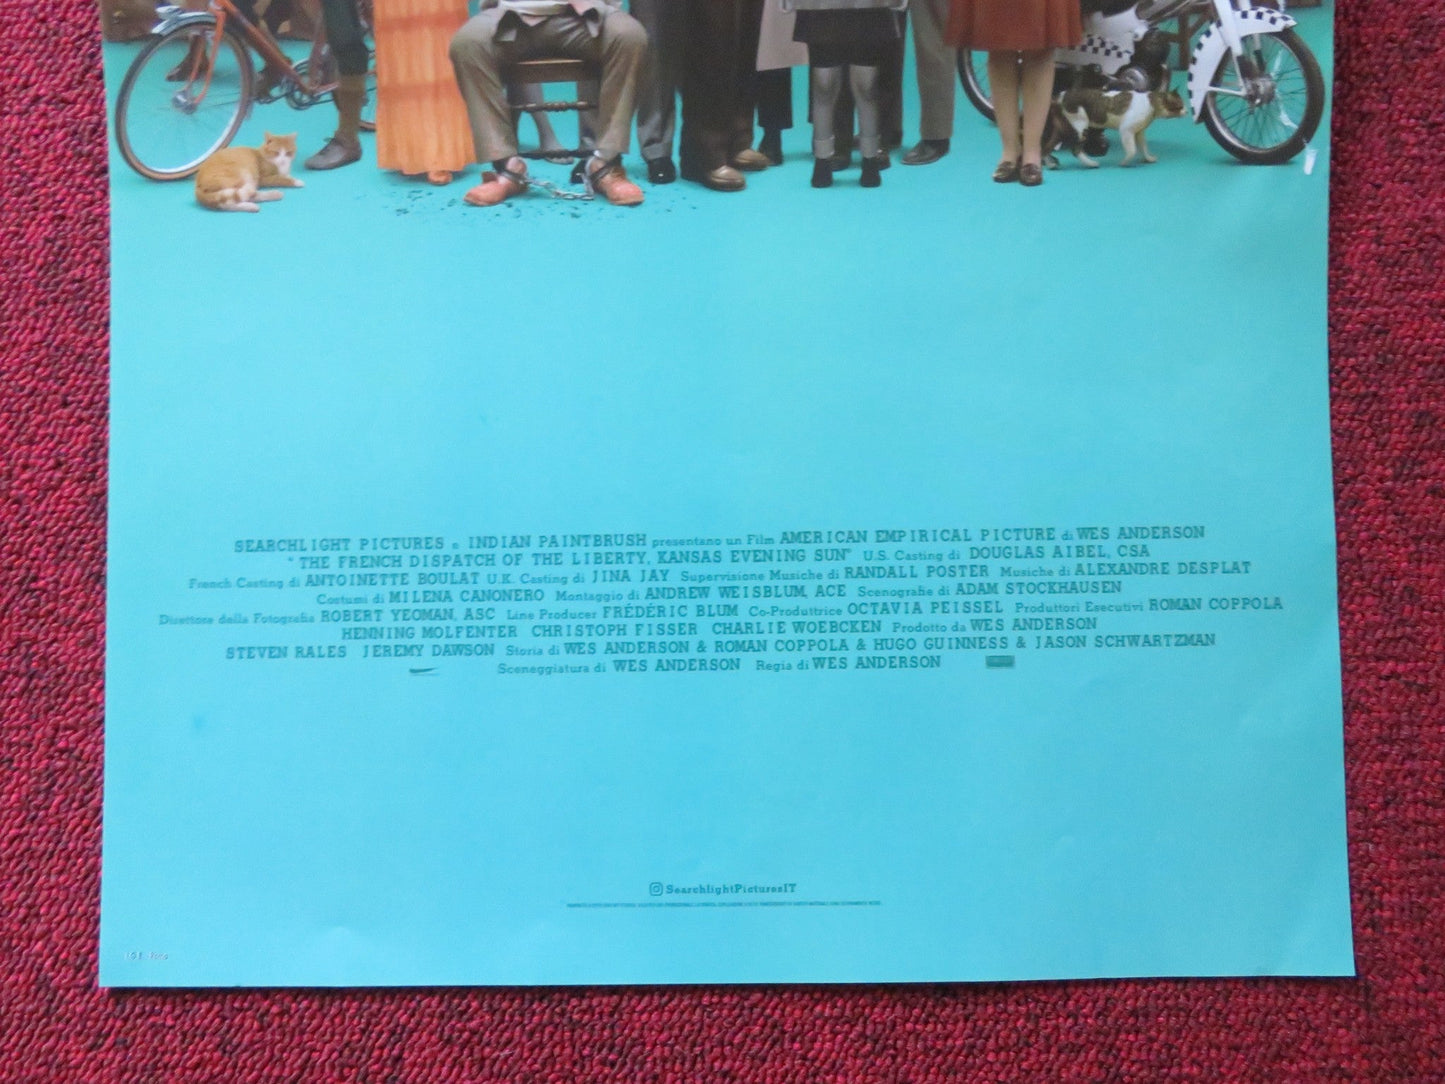 SEARCHLIGHT PICTURES e INDIAN PAINTBRUSH presentano un Film AMERICAN EMPIRICAL PICTURE di WES ANDERSON
"THE FRENCH DISPATCH OF THE LIBERTY, KANSAS EVENING SUN" U.S. Casting di DOUGLAS AIBEL, CSA
French Casting di ANTOINETTE BOULAT U.K. Casting di JINA JAY Supervisione Musiche di RANDALL POSTER Musiche di ALEXANDRE DESPLAT
Costumi di MILENA CANONERO Montaggio di ANDREW WEISBLUM, ACE Scenografie di ADAM STOCKHAUSEN
Direttore della Fotografia ROBERT YEOMAN, ASC Line Producer FRÉDÉRIC BLUM Co-Produttrice OCTAVIA PEISSEL Produttori Esecutivi ROMAN COPPOLA
HENNING MOLFENTER CHRISTOPH FISSER CHARLIE WOEBCKEN Prodotto da WES ANDERSON
STEVEN RALES JEREMY DAWSON Storia di WES ANDERSON & ROMAN COPPOLA & HUGO GUINNESS & JASON SCHWARTZMAN
Sceneggiatura di WES ANDERSON Regia di WES ANDERSON
SearchlightPicturesIT